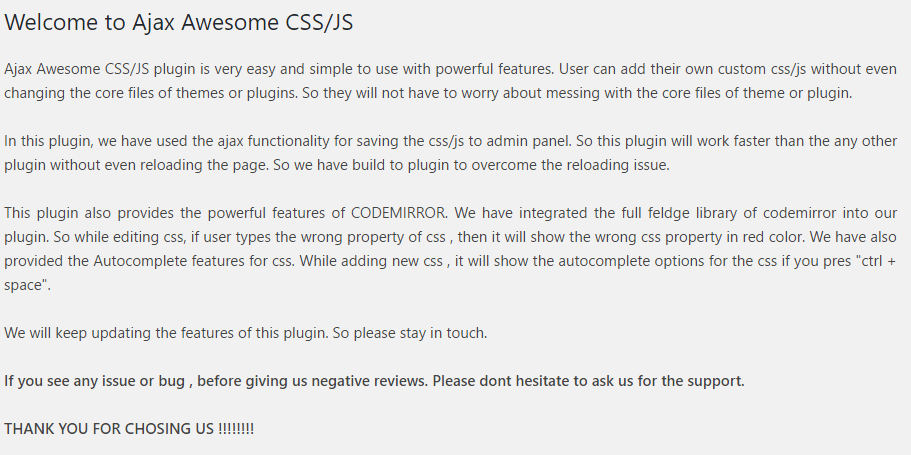 Welcome to Ajax Awesome CSS/JS
Ajax Awesome CSS/JS plugin is very easy and simple to use with powerful features. User can add their own custom css/js without even
changing the core files of themes or plugins. So they will not have to worry about messing with the core files of theme or plugin.
In this plugin, we have used the ajax functionality for saving the css/js to admin panel. So this plugin will work faster than the any other
plugin without even reloading the page. So we have build to plugin to overcome the reloading issue.
This plugin also provides the powerful features of CODEMIRROR. We have integrated the full feldge library of codemirror into our
plugin. So while editing css, if user types the wrong property of css , then it will show the wrong css property in red color. We have also
provided the Autocomplete features for css. While adding new css , it will show the autocomplete options for the css if you pres "ctrl +
space".
We will keep updating the features of this plugin. So please stay in touch.
If you see any issue or bug , before giving us negative reviews. Please dont hesitate to ask us for the support.
THANK YOU FOR CHOSING US !!!!!!!!